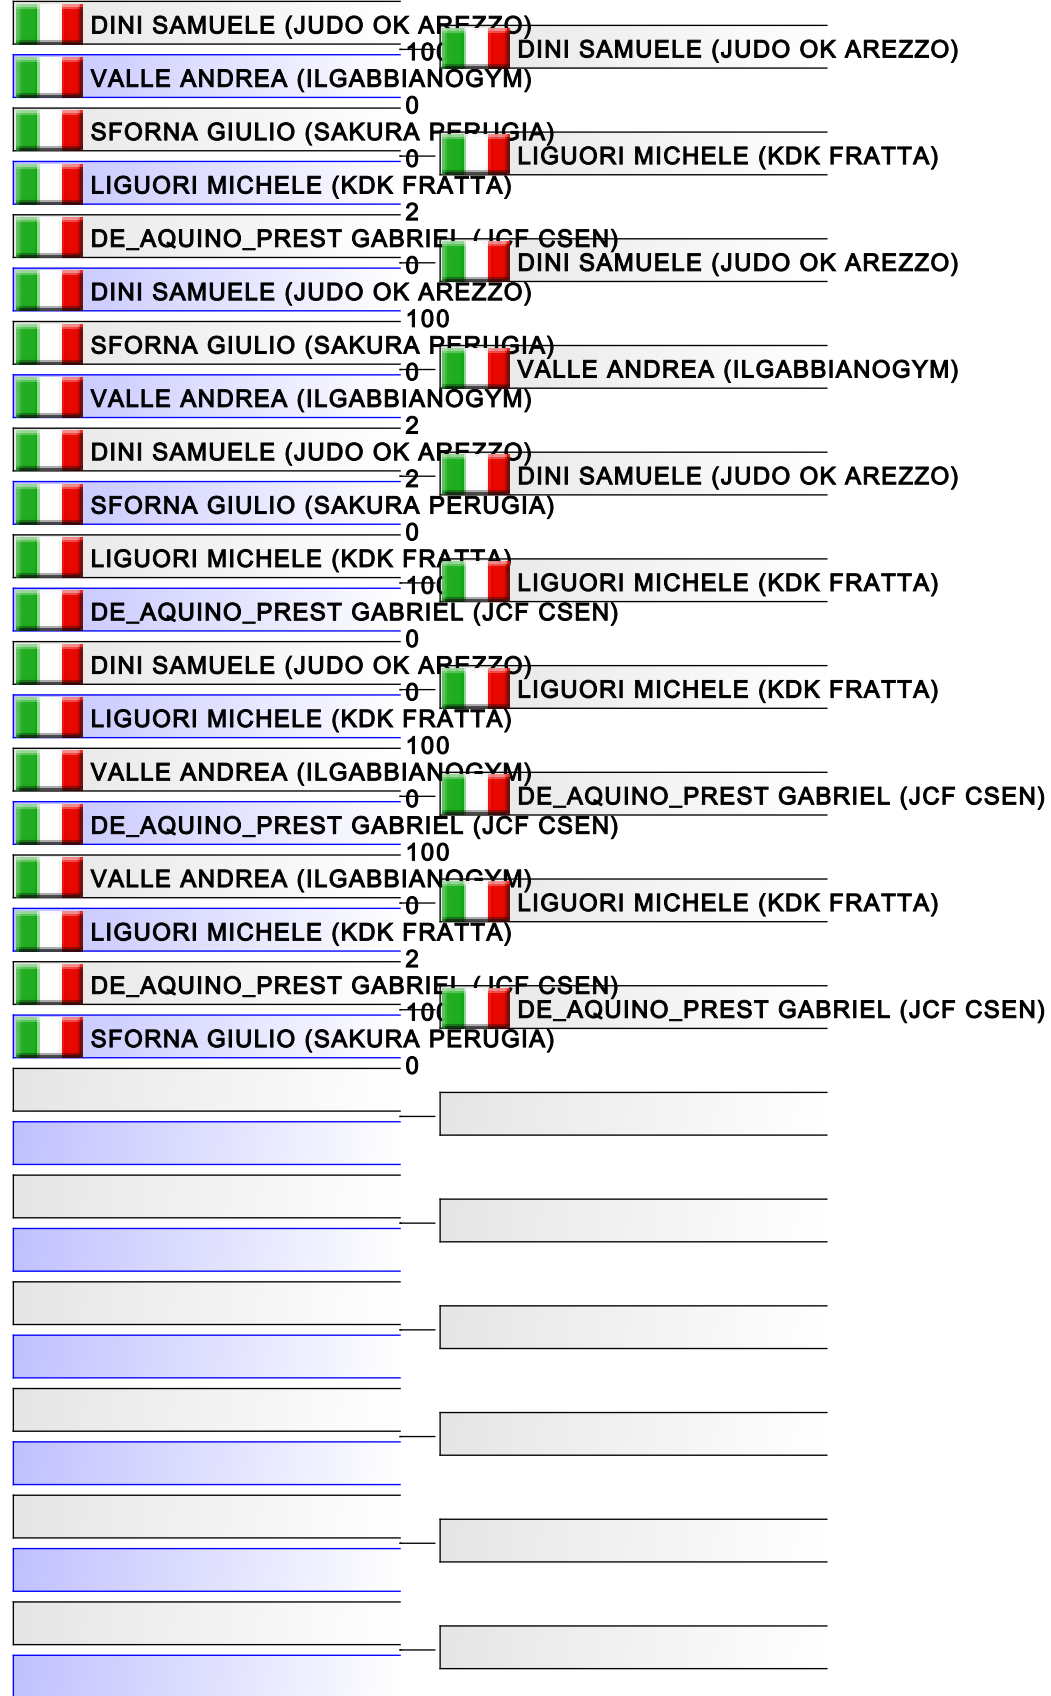 DINI SAMUELE (JUDO OK AREZZO)
100
DINI SAMUELE (JUDO OK AREZZO)
VALLE ANDREA (ILGABBIANOGYM)
0
SFORNA GIULIO (SAKURA PERUGIA)
0
LIGUORI MICHELE (KDK FRATTA)
LIGUORI MICHELE (KDK FRATTA)
2
DE_AQUINO_PREST GABRIEL (JCF CSEN)
0
DINI SAMUELE (JUDO OK AREZZO)
DINI SAMUELE (JUDO OK AREZZO)
100
SFORNA GIULIO (SAKURA PERUGIA)
0
VALLE ANDREA (ILGABBIANOGYM)
VALLE ANDREA (ILGABBIANOGYM)
2
DINI SAMUELE (JUDO OK AREZZO)
2
DINI SAMUELE (JUDO OK AREZZO)
SFORNA GIULIO (SAKURA PERUGIA)
0
LIGUORI MICHELE (KDK FRATTA)
100
LIGUORI MICHELE (KDK FRATTA)
DE_AQUINO_PREST GABRIEL (JCF CSEN)
0
DINI SAMUELE (JUDO OK AREZZO)
0
LIGUORI MICHELE (KDK FRATTA)
LIGUORI MICHELE (KDK FRATTA)
100
VALLE ANDREA (ILGABBIANOGYM)
0
DE_AQUINO_PREST GABRIEL (JCF CSEN)
DE_AQUINO_PREST GABRIEL (JCF CSEN)
100
VALLE ANDREA (ILGABBIANOGYM)
0
LIGUORI MICHELE (KDK FRATTA)
LIGUORI MICHELE (KDK FRATTA)
2
DE_AQUINO_PREST GABRIEL (JCF CSEN)
100
DE_AQUINO_PREST GABRIEL (JCF CSEN)
SFORNA GIULIO (SAKURA PERUGIA)
0